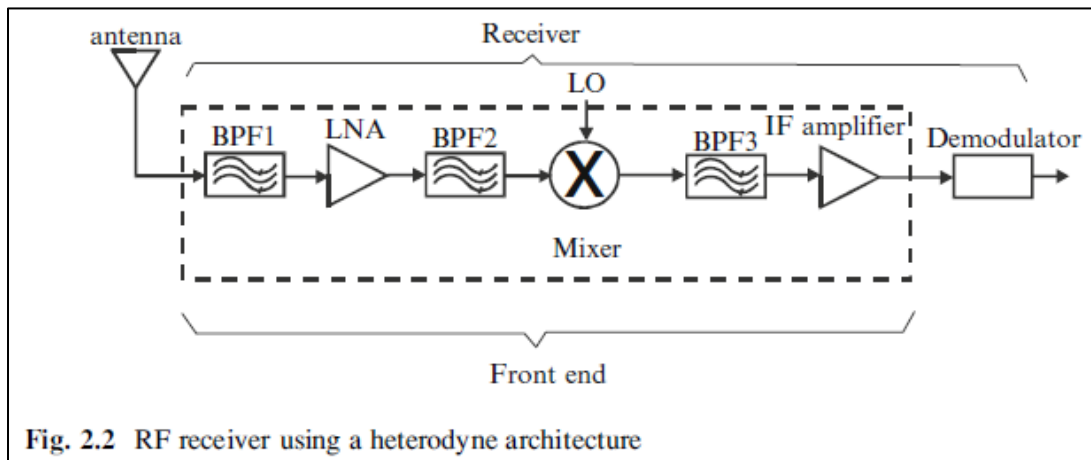 antenna
Receiver
LO
BPF1
LNA
BPF2
BPF3
IF amplifier
Demodulator
X
Mixer
Front end
Fig. 2.2 RF receiver using a heterodyne architecture